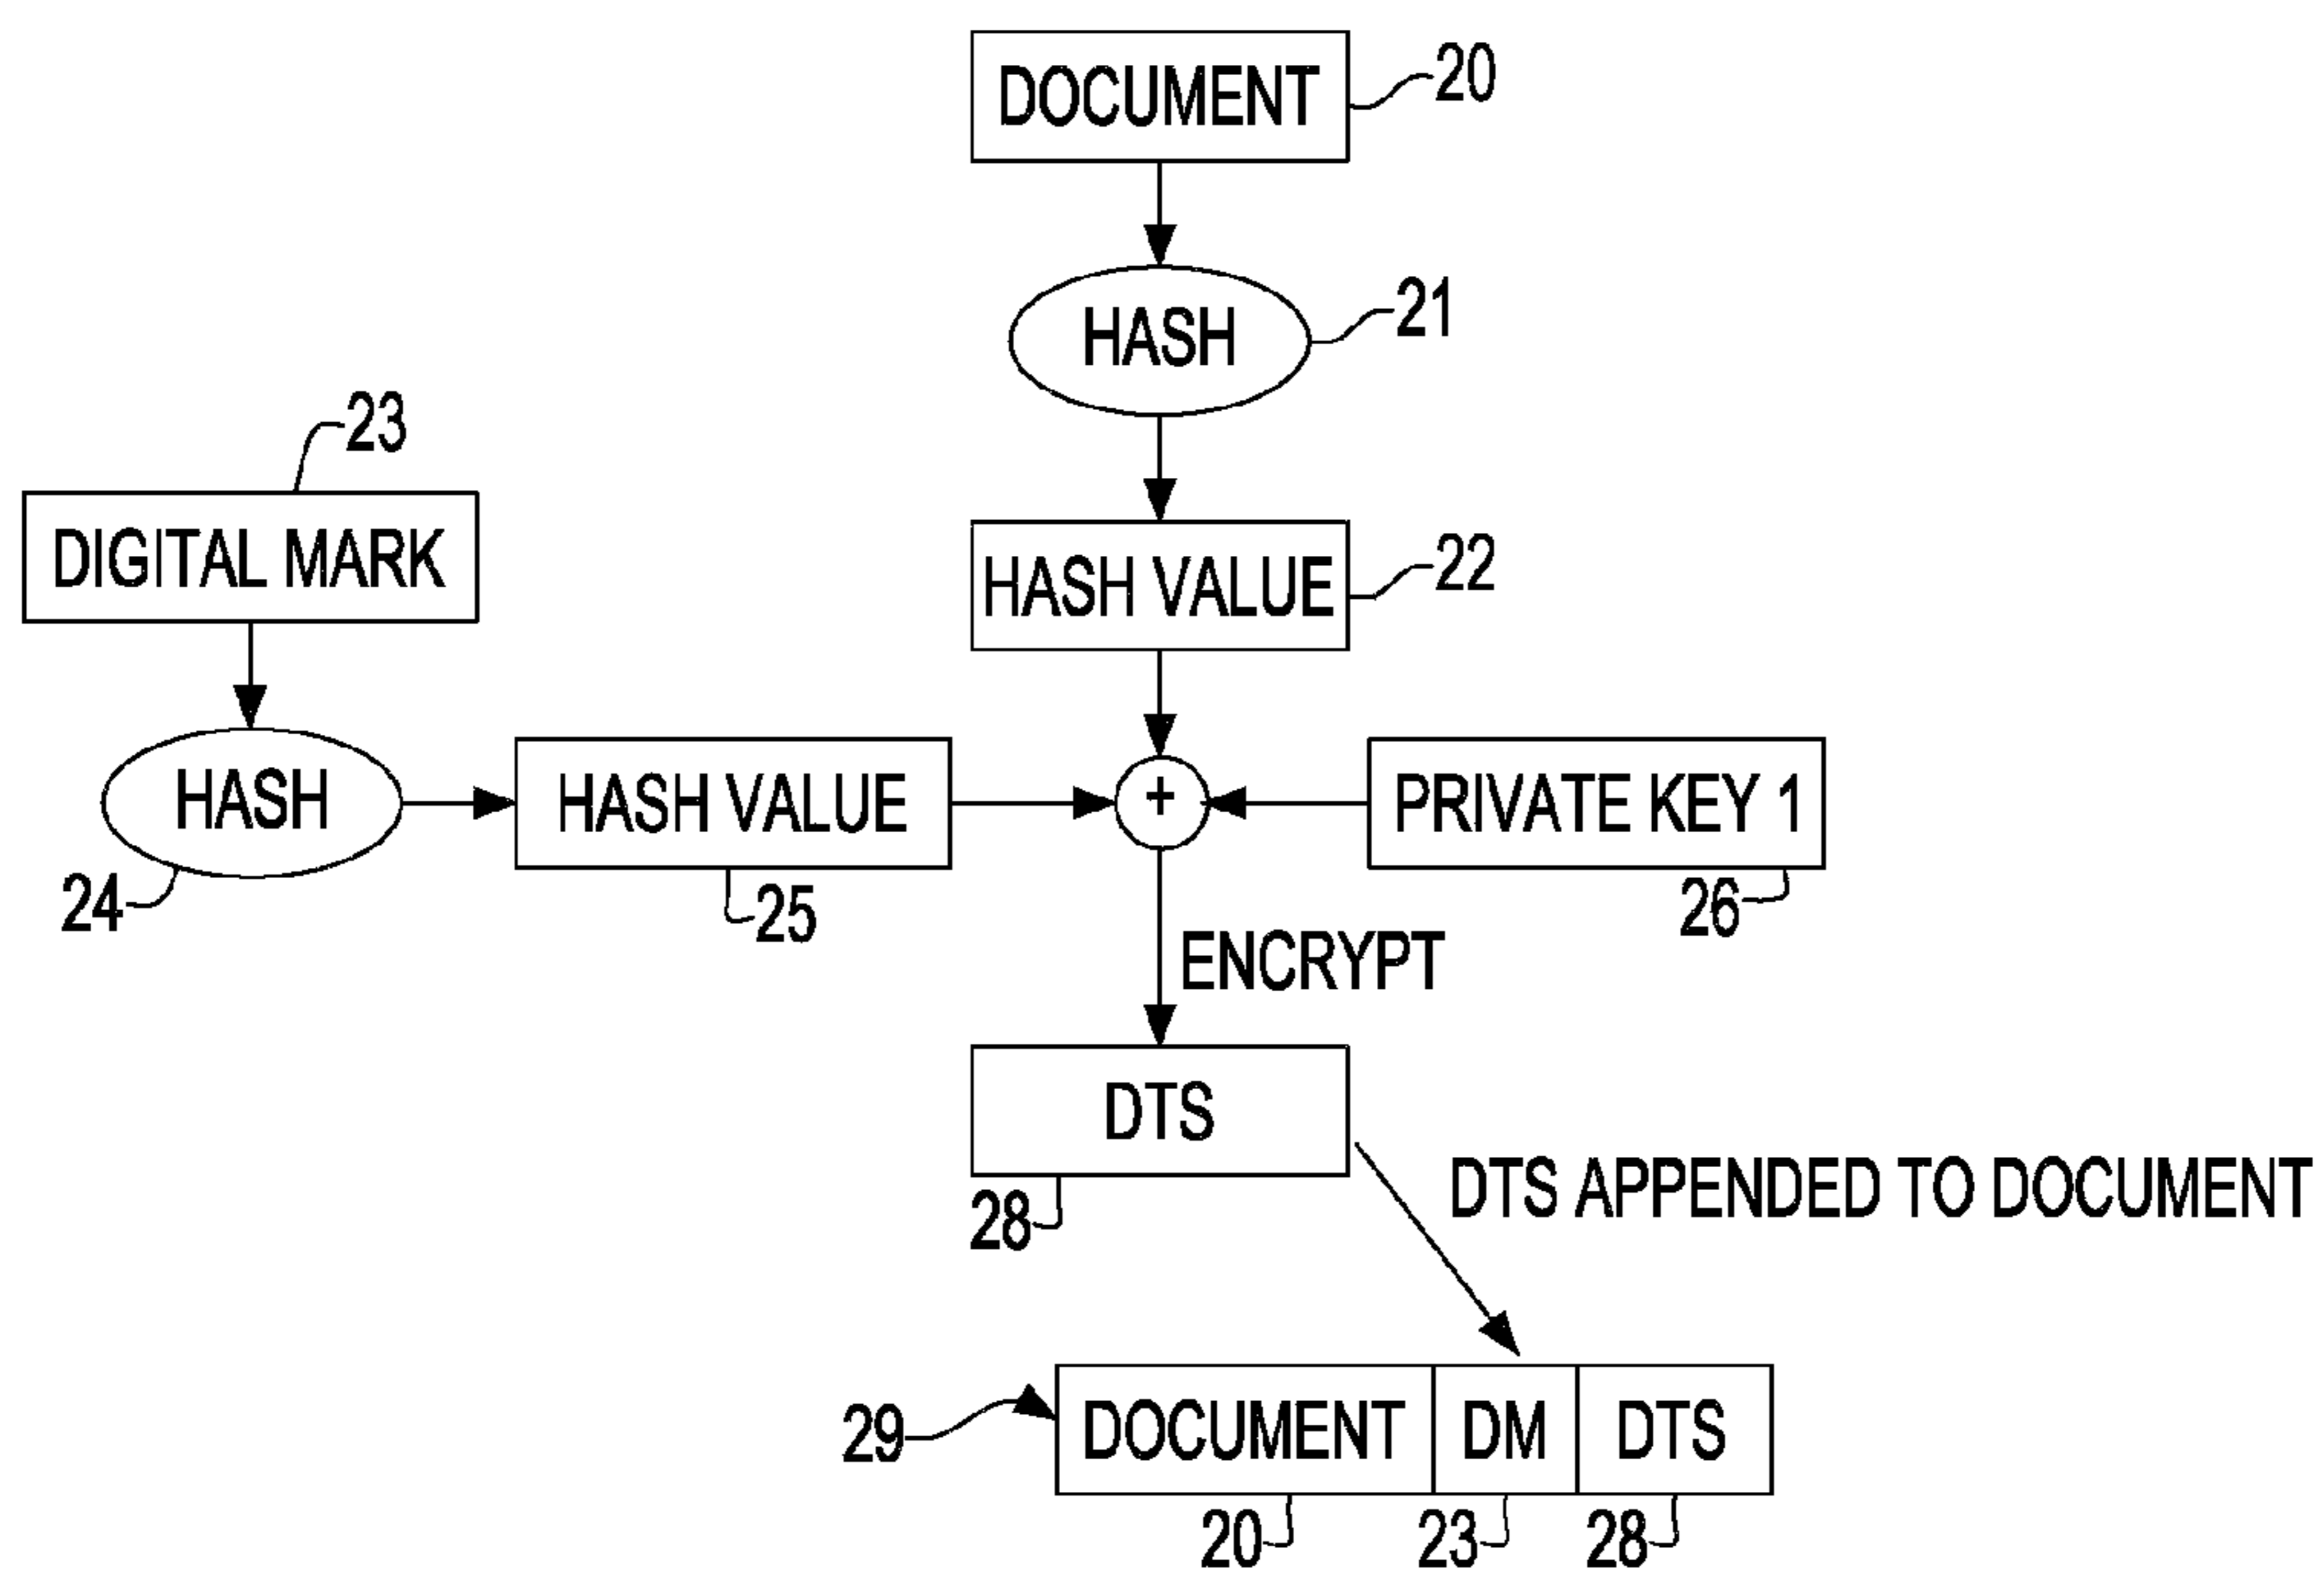 DOCUMENT
20
HASH
21
23
DIGITAL MARK
HASH VALUE
22
HASH
HASH VALUE
+
PRIVATE KEY 1
24
25
26
ENCRYPT
DTS
28
DTS APPENDED TO DOCUMENT
29
DOCUMENT DM DTS
20 23 28